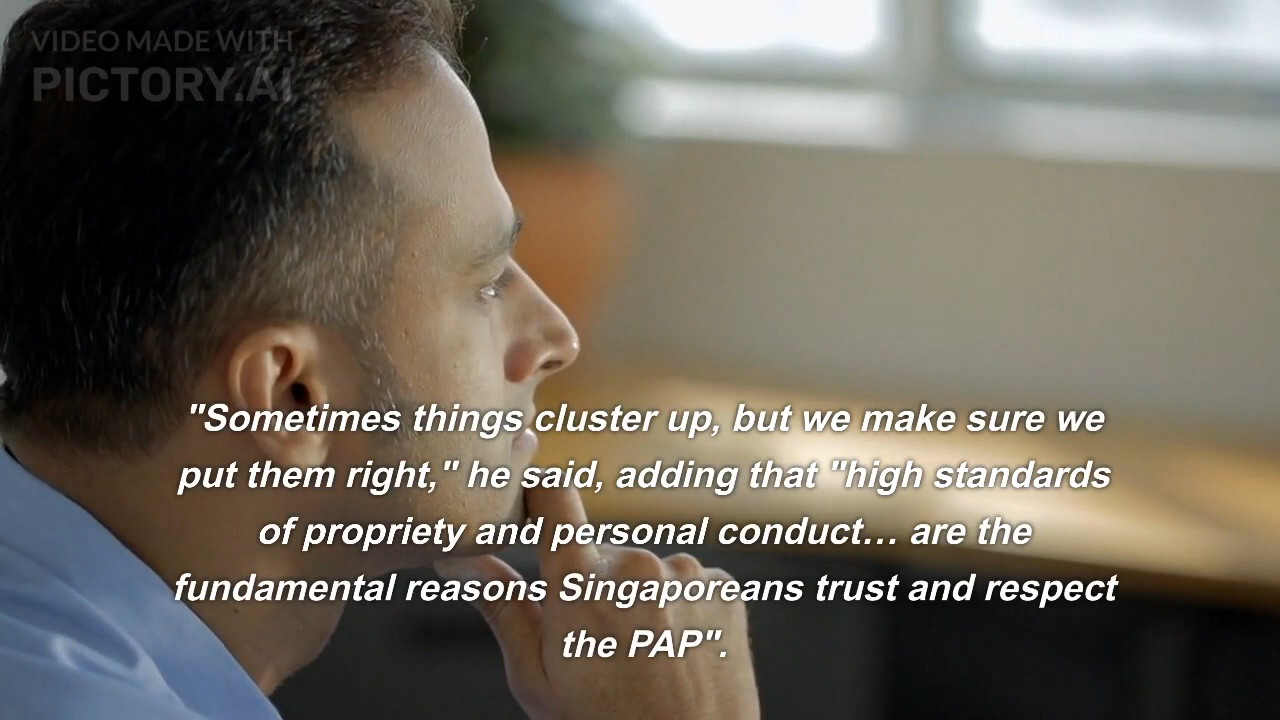 VIDEO MADE WITH
PICTORY.AI
"Sometimes things cluster up, but we make sure we
put them right," he said, adding that "high standards
of propriety and personal conduct… are the
fundamental reasons Singaporeans trust and respect
the PAP".